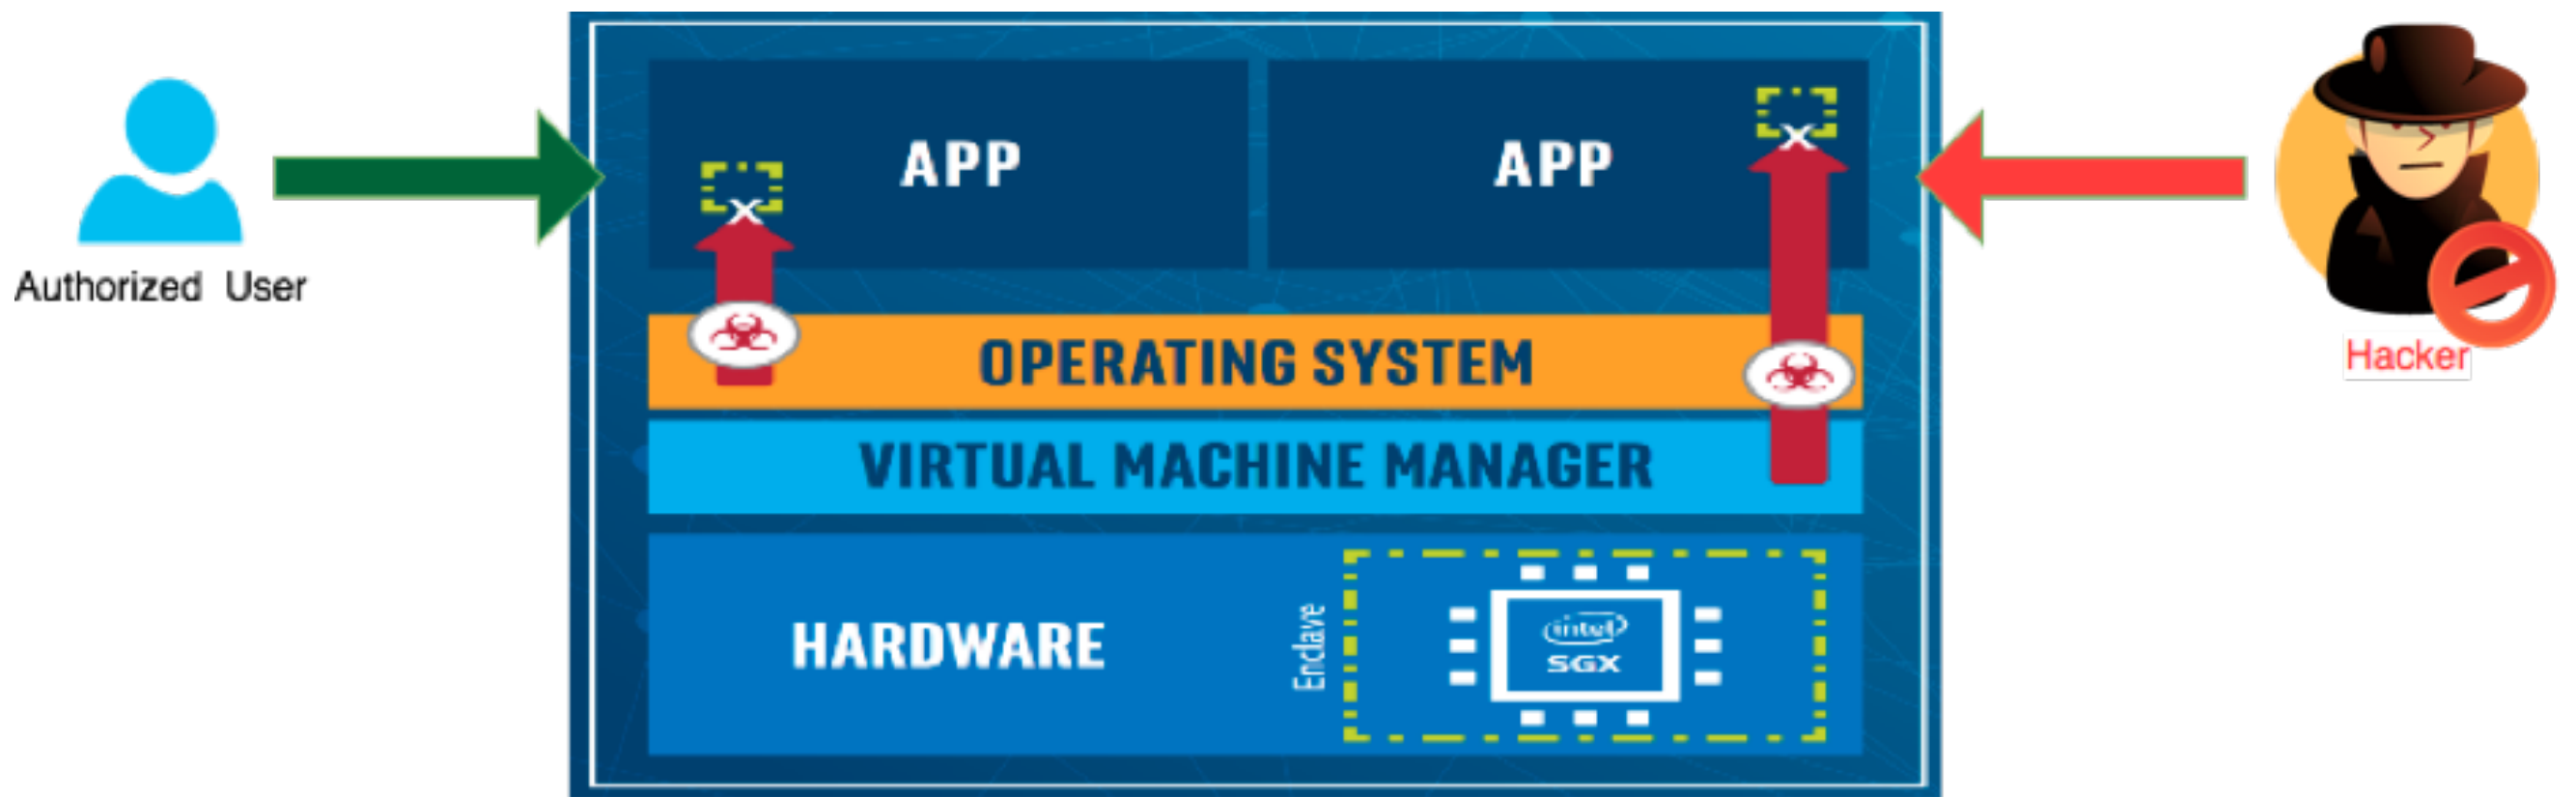 Authorized User
APP
APP
OPERATING SYSTEM
VIRTUAL MACHINE MANAGER
HARDWARE
Enclave
intel
SGX
Hacker